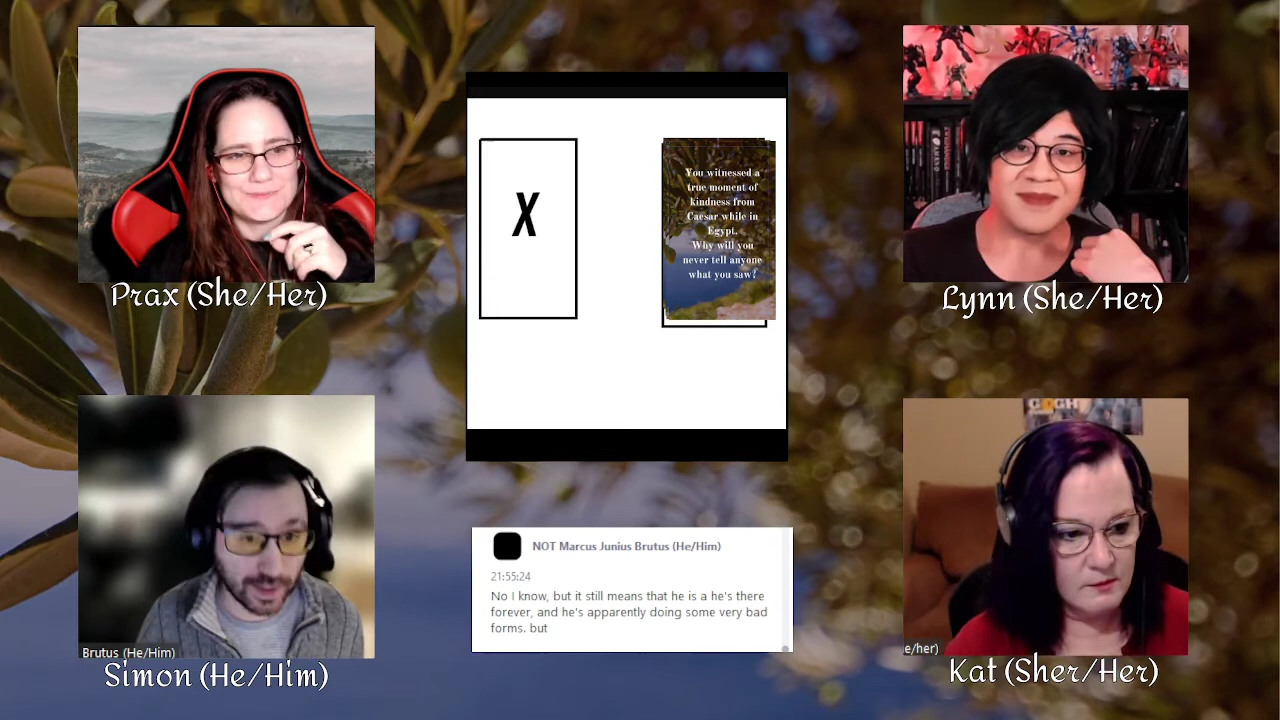 GOGH
X
You witnessed a
true moment of
kindness from
Caesar while in
Egypt.
Why will you
never tell anyone
what you saw?
Prax (She/Her)
Lynn (She/Her)
NOT Marcus Junius Brutus (He/Him)
21:55:24
No I know, but it still means that he is a he's there
forever, and he's apparently doing some very bad
forms. but
Brutus (He/Him)
e/her)
Simon (He/Him)
Kat (Sher/Her)